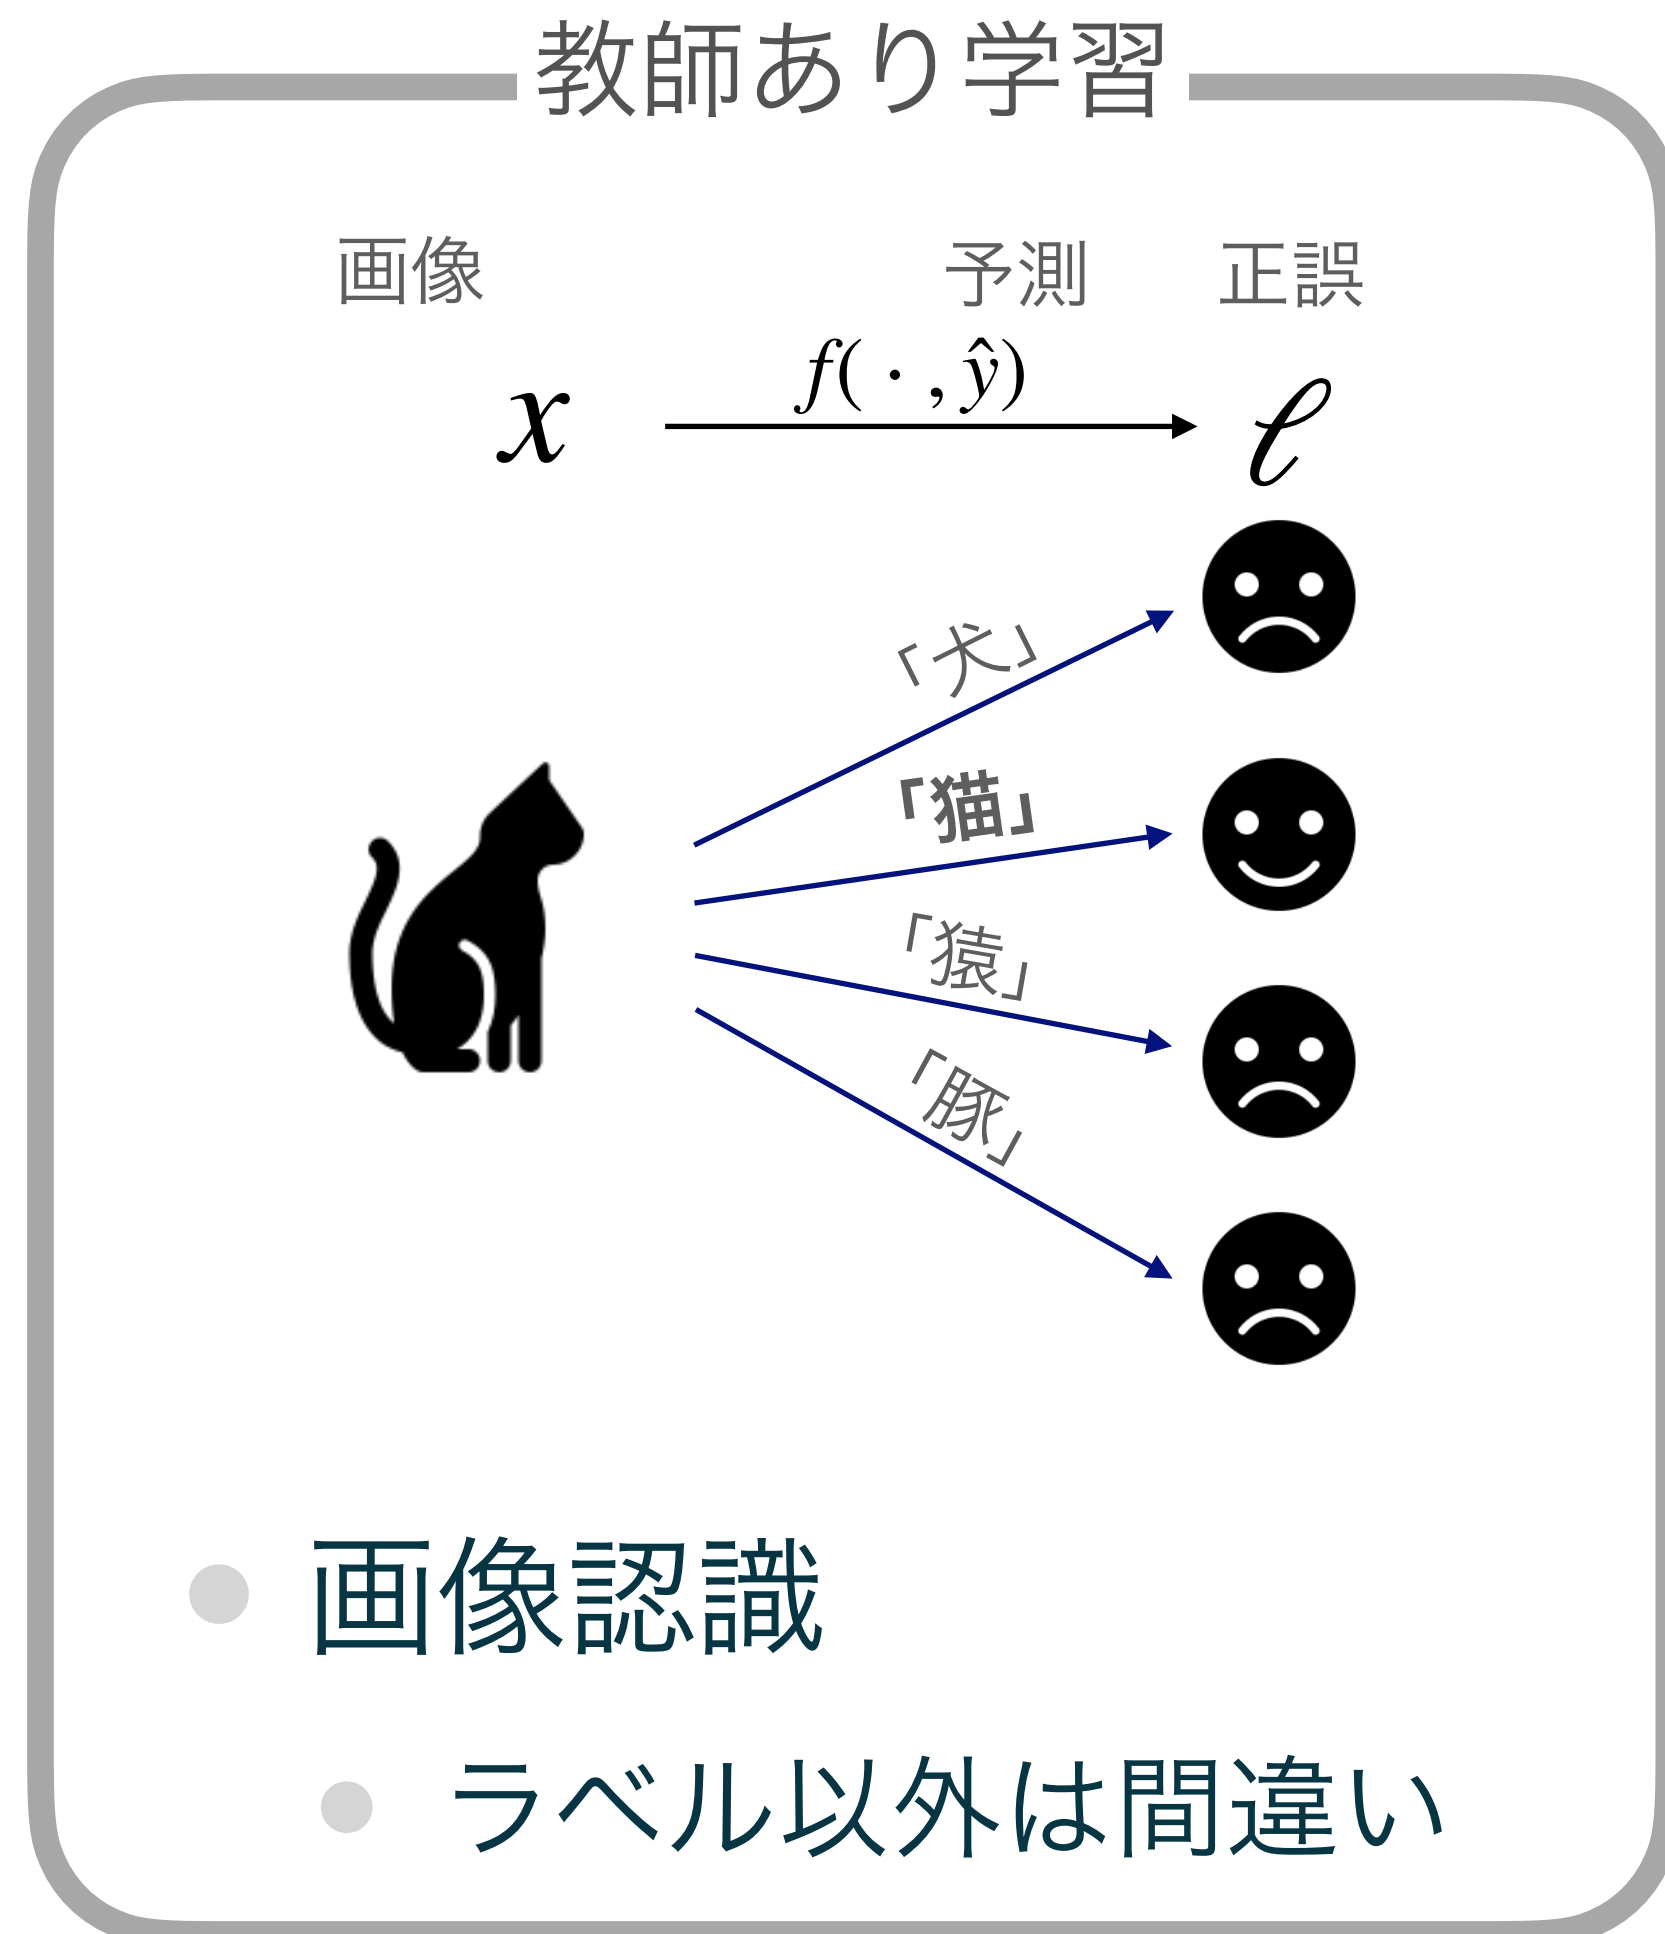 教師あり学習
画像 予測 正誤
f( · , ŷ)
x ℓ
「犬」
「猫」
「猿」
「豚」
画像認識
ラベル以外は間違い